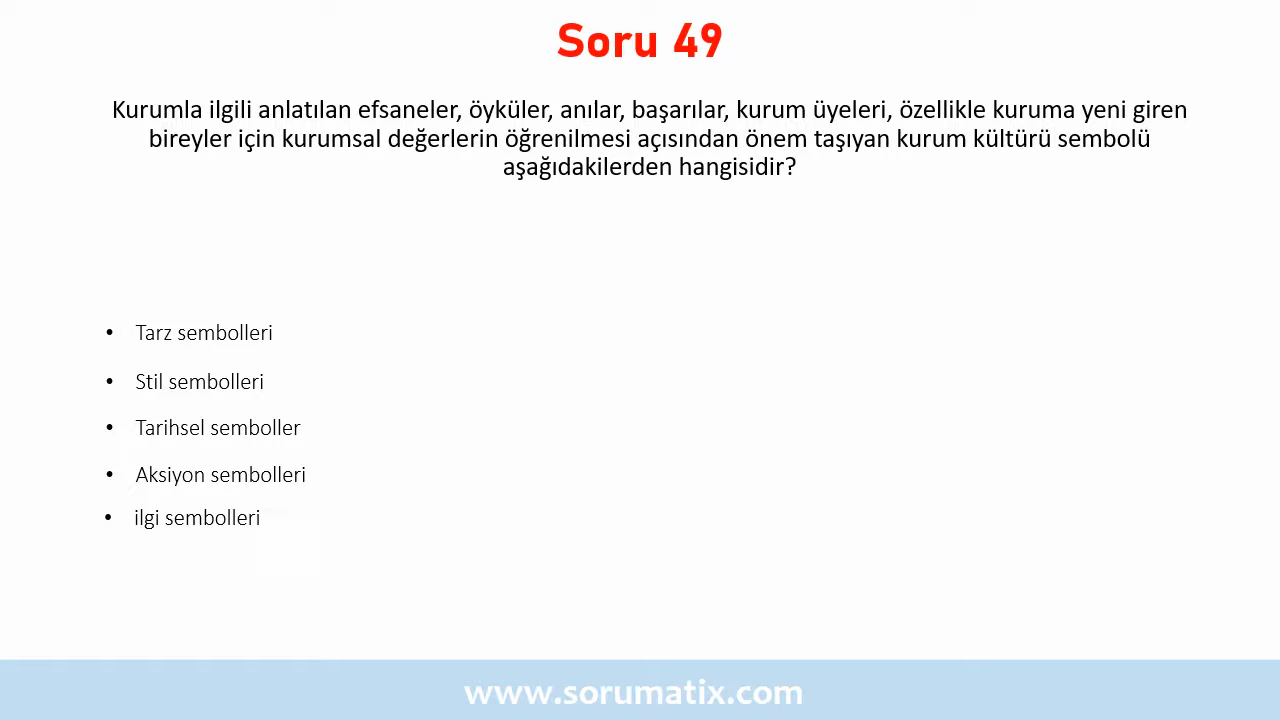 Soru 49
Kurumla ilgili anlatılan efsaneler, öyküler, anılar, başarılar, kurum üyeleri, özellikle kuruma yeni giren
bireyler için kurumsal değerlerin öğrenilmesi açısından önem taşıyan kurum kültürü sembolü
aşağıdakilerden hangisidir?
• Tarz sembolleri
• Stil sembolleri
• Tarihsel semboller
• Aksiyon sembolleri
• ilgi sembolleri
www.sorumatix.com